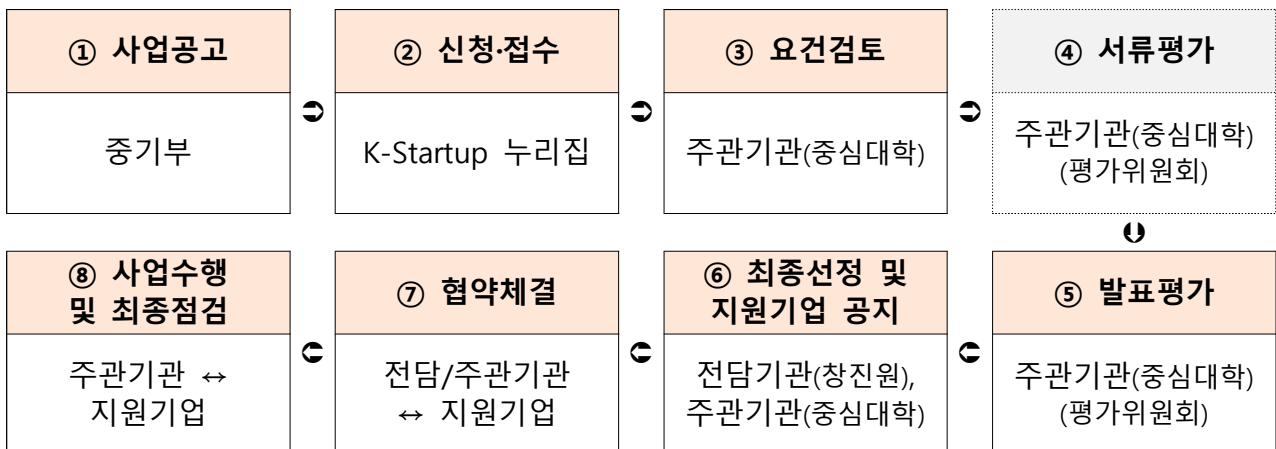 ① 사업공고
중기부
➲
② 신청·접수
K-Startup 누리집
➲
③ 요건검토
주관기관(중심대학)
➲
④ 서류평가
주관기관(중심대학)
(평가위원회)
⑤ 발표평가
주관기관(중심대학)
(평가위원회)
⑥ 최종선정 및
지원기업 공지
전담기관(창진원),
주관기관(중심대학)
⑦ 협약체결
전담/주관기관
↔ 지원기업
⑧ 사업수행
및 최종점검
주관기관 ↔
지원기업